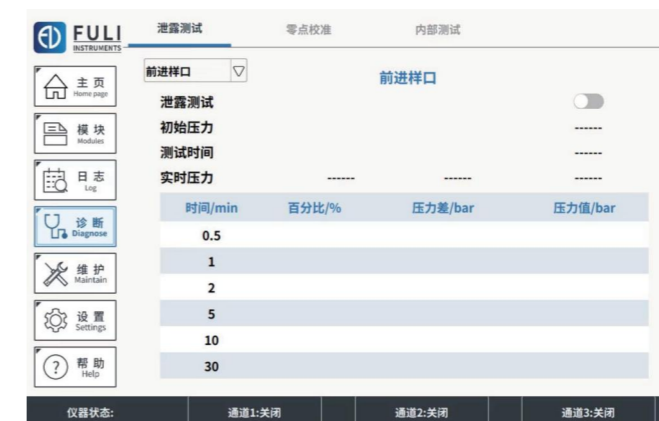 FULI
INSTRUMENTS
泄露测试 零点校准 内部测试
主页
Home page
模块
Modules
日志
Log
诊断
Diagnose
维护
Maintain
设置
Settings
帮助
Help
前进样口
前进样口
泄露测试
初始压力 ------
测试时间 ------
实时压力 ------ ------ ------
时间/min 百分比/% 压力差/bar 压力值/bar
0.5
1
2
5
10
30
仪器状态: 通道1:关闭 通道2:关闭 通道3:关闭